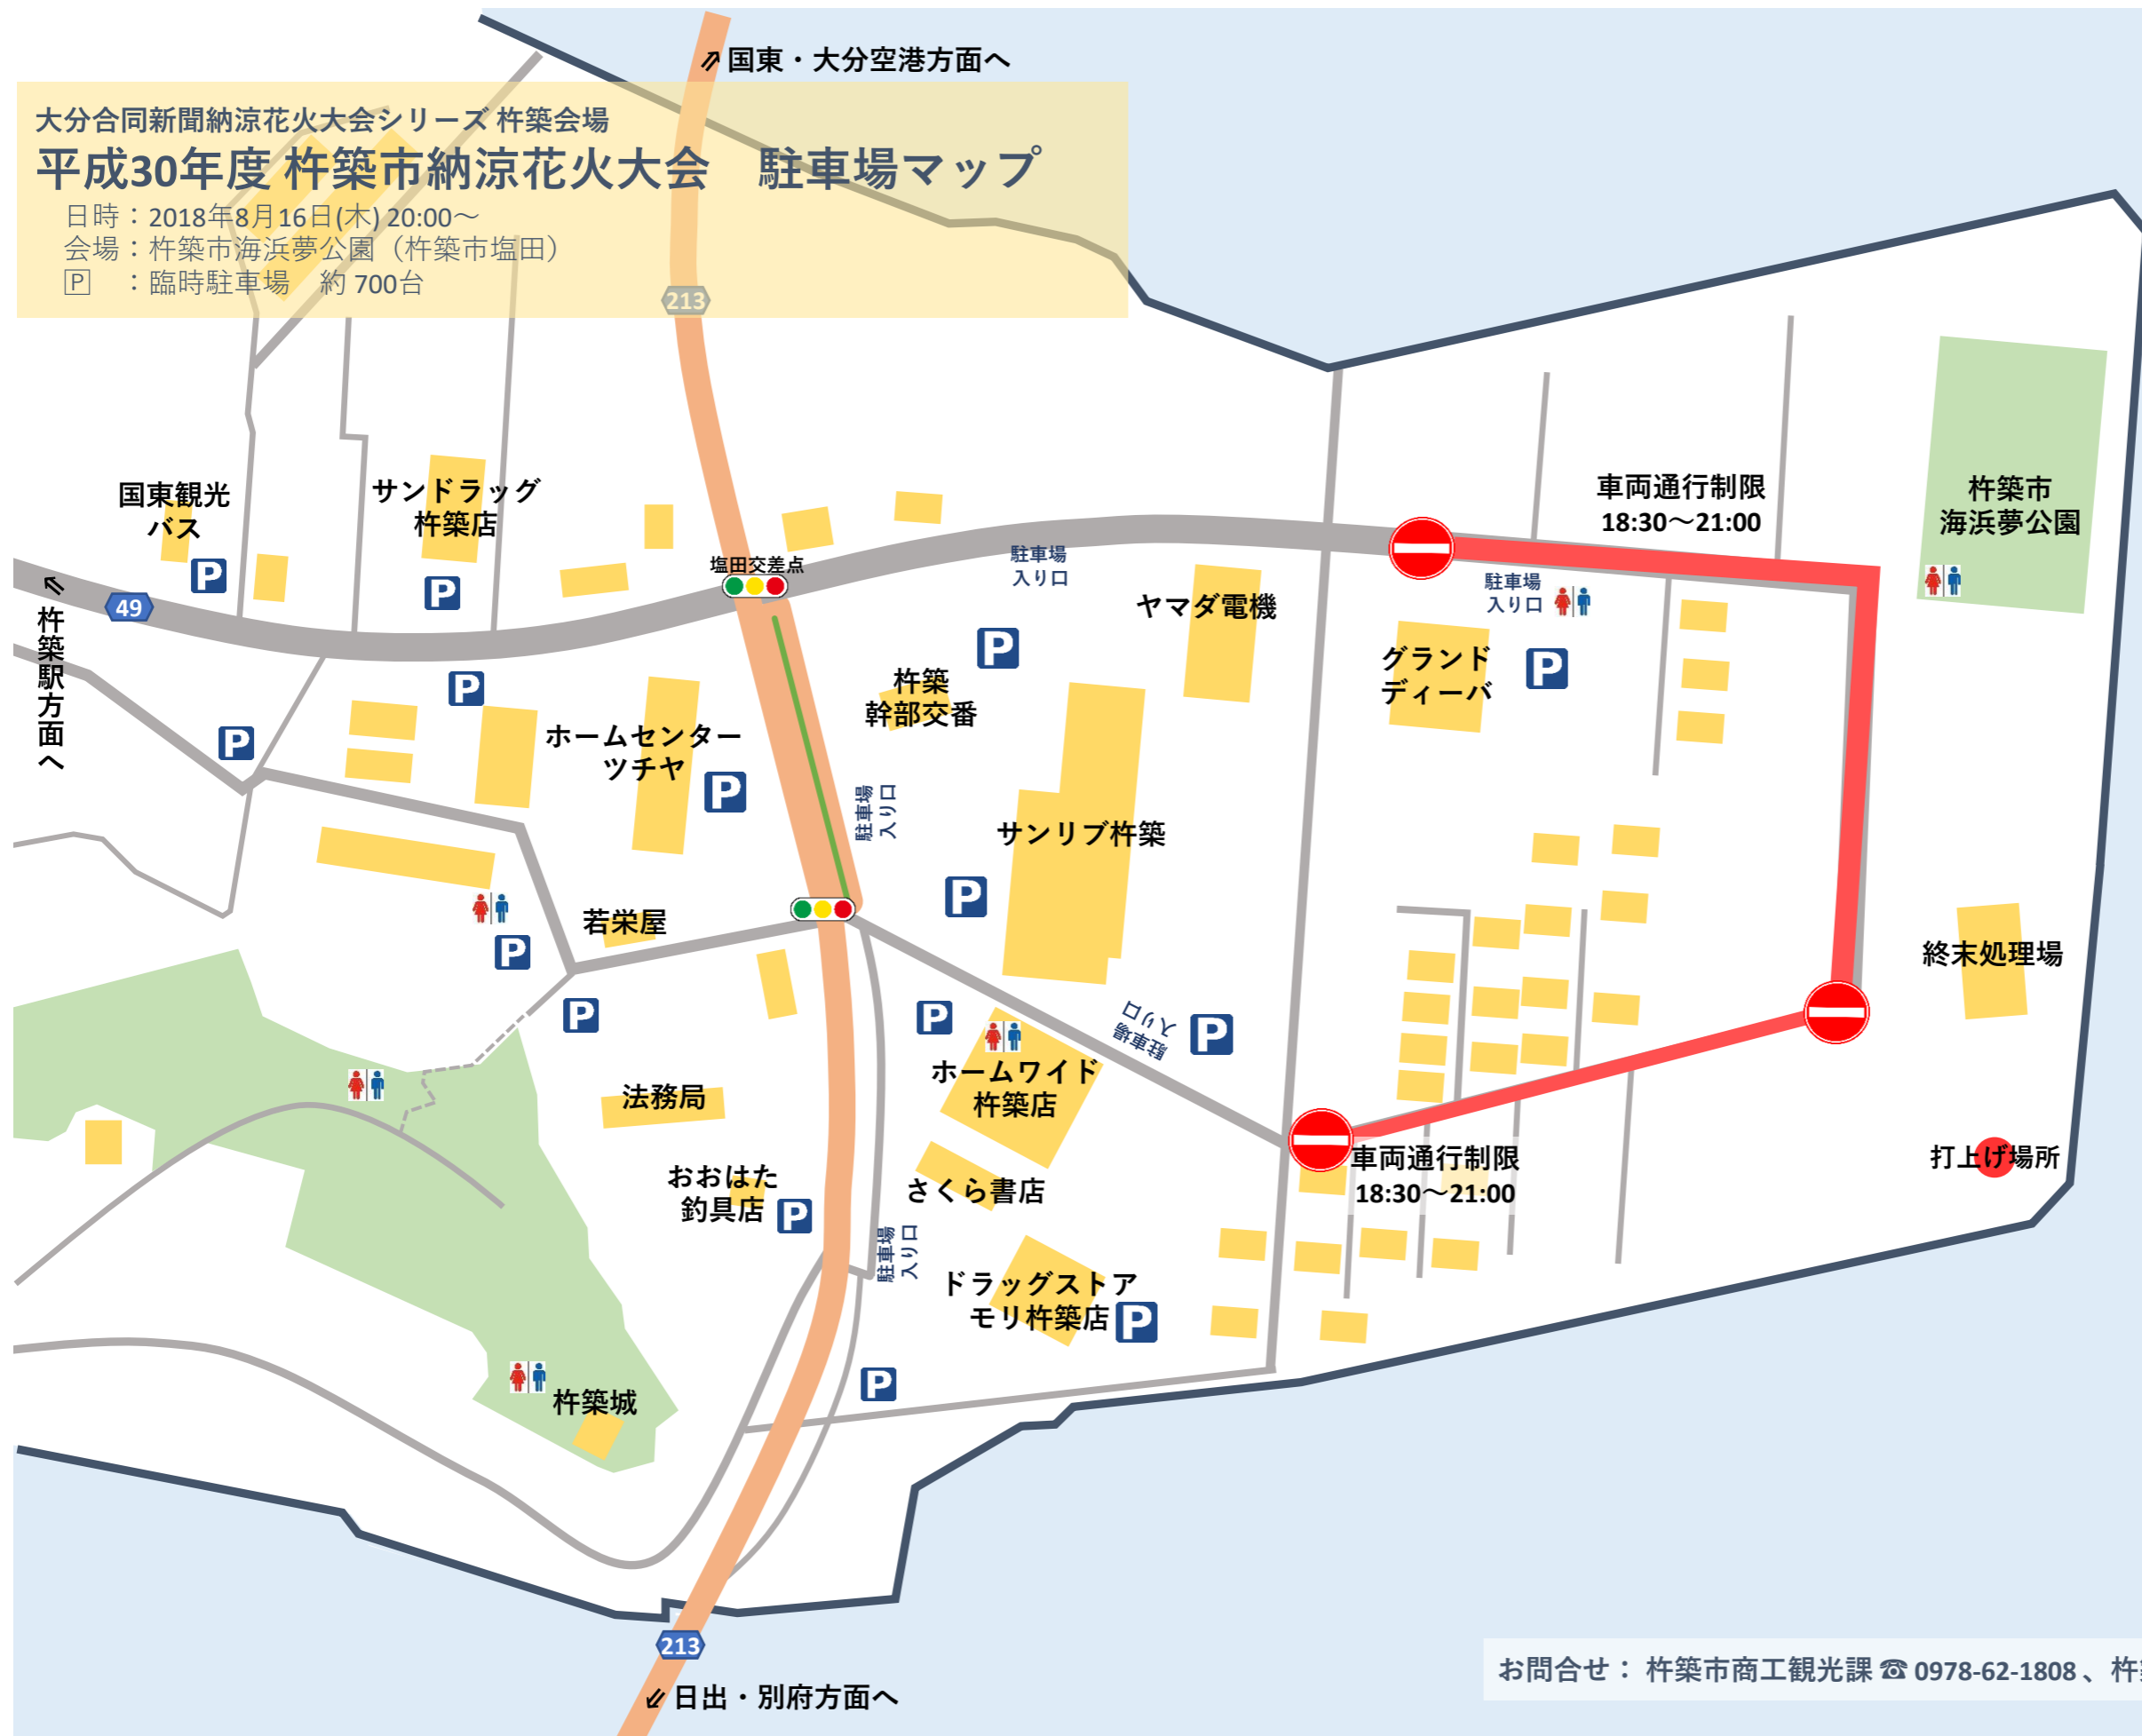 ↗国東・大分空港方面へ
大分合同新聞納涼花火大会シリーズ 杵築会場
平成30年度 杵築市納涼花火大会　駐車場マップ
日時：2018年8月16日(木) 20:00～
会場：杵築市海浜夢公園（杵築市塩田）
P　：臨時駐車場　約 700台
213
国東観光
バス
P
サンドラッグ
杵築店
P
塩田交差点
駐車場
入り口
車両通行制限
18:30～21:00
杵築市
海浜夢公園
49
⇖杵築駅方面へ
P
P
ホームセンター
ツチヤ
P
杵築
幹部交番
P
ヤマダ電機
駐車場
入り口
グランド
ディーバ
P
駐車場
入り口
サンリブ杵築
P
若栄屋
P
P
終末処理場
P
ホームワイド
杵築店
駐車場
入り口
P
法務局
車両通行制限
18:30～21:00
打上げ場所
おおはた
釣具店
P
さくら書店
駐車場
入り口
ドラッグストア
モリ杵築店
P
P
杵築城
213
⇙日出・別府方面へ
お問合せ： 杵築市商工観光課 ☎ 0978-62-1808 、杵